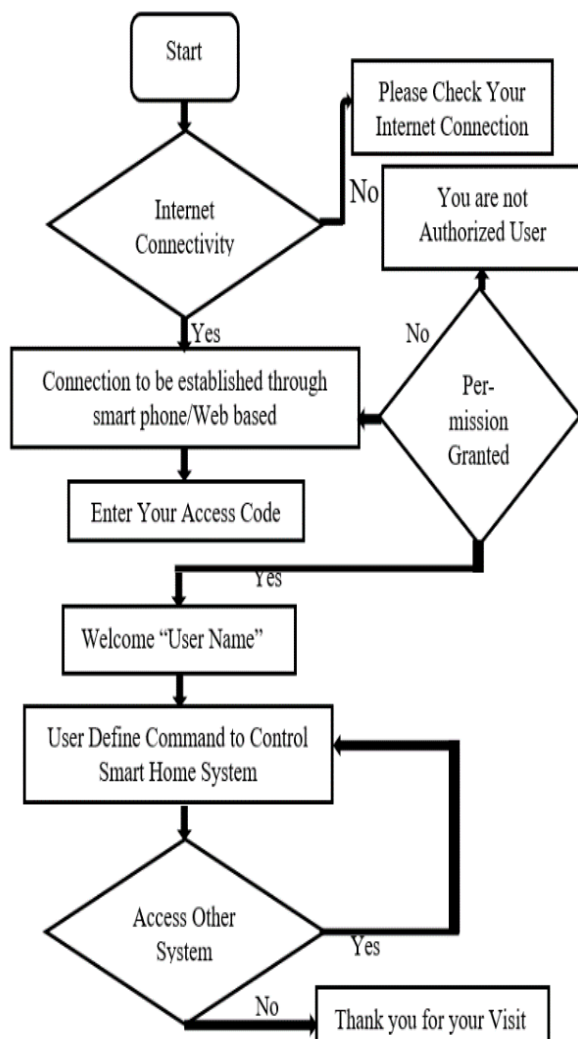 Start
Please Check Your
Internet Connection
No
Internet
Connectivity
You are not
Authorized User
Yes
No
Connection to be established through
smart phone/Web based
Per-
mission
Granted
Enter Your Access Code
Yes
Welcome “User Name”
User Define Command to Control
Smart Home System
Access Other
System
Yes
No
Thank you for your Visit